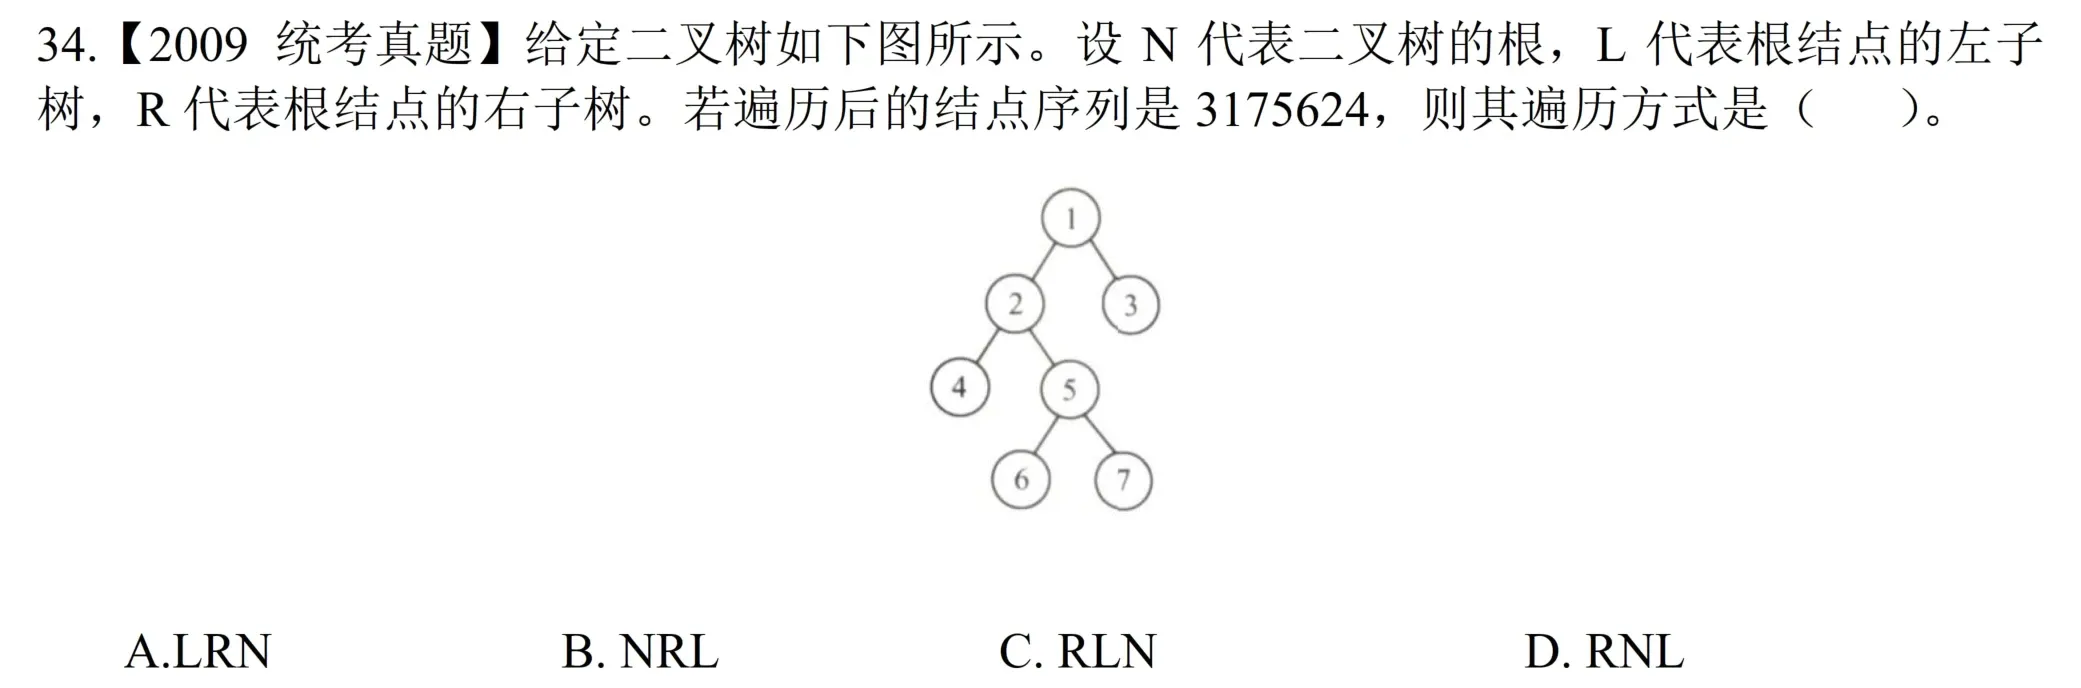 34.【2009 统考真题】给定二叉树如下图所示。设 N 代表二叉树的根，L 代表根结点的左子
树，R 代表根结点的右子树。若遍历后的结点序列是 3175624，则其遍历方式是（　　）。
1
2 3
4 5
6 7
A.LRN B. NRL C. RLN D. RNL